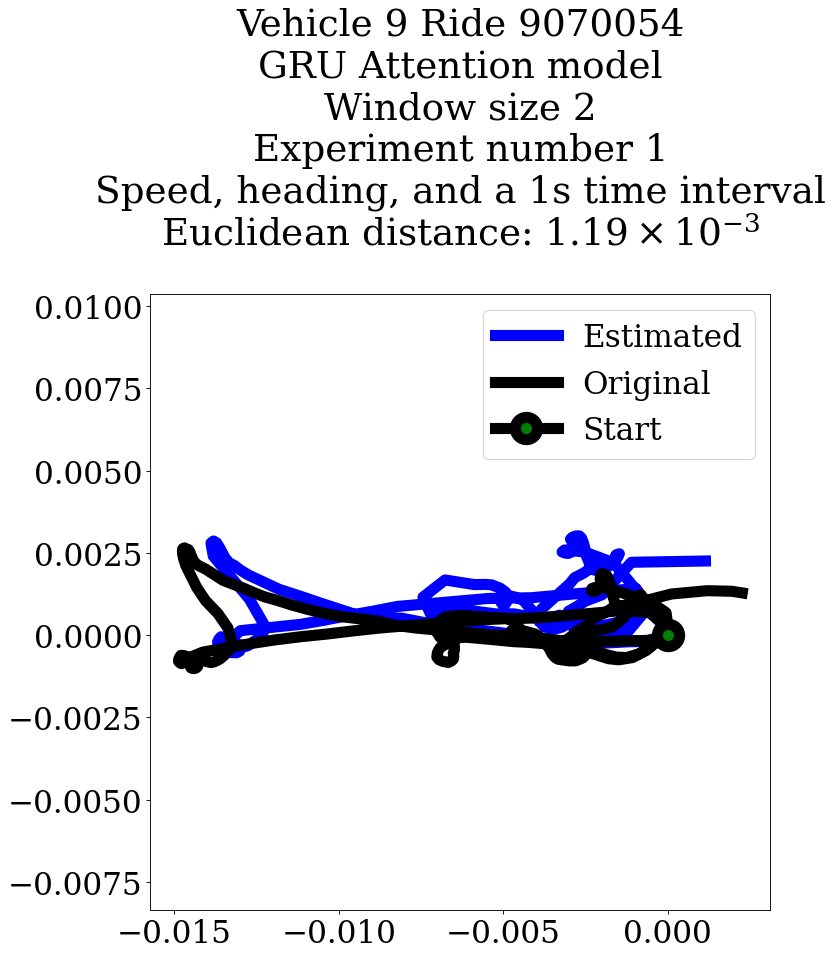 Vehicle 9 Ride 9070054
GRU Attention model
Window size 2
Experiment number 1
Speed, heading, and a 1s time interval
Euclidean distance: 1.19 × 10⁻³
0.0100
0.0075
0.0050
0.0025
0.0000
−0.0025
−0.0050
−0.0075
Estimated
Original
Start
−0.015
−0.010
−0.005
0.000